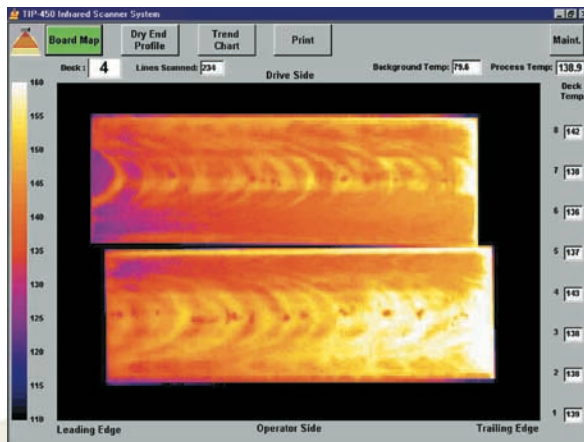 TIP-450 Infrared Scanner System
Board Map
Dry End Profile
Trend Chart
Print
Maint.
Deck : 4
Lines Scanned: 234
Background Temp: 79.6
Process Temp: 138.9
Drive Side
Deck Temp
160
155
150
145
140
135
130
125
120
115
110
8 142
7 138
6 136
5 137
4 143
3 138
2 138
1 139
Leading Edge
Operator Side
Trailing Edge